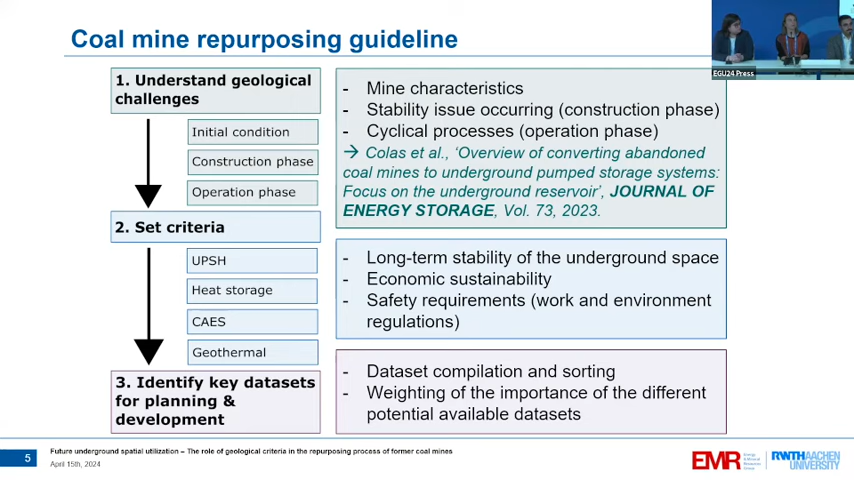 Coal mine repurposing guideline
EGU24 Press
1. Understand geological
challenges
Initial condition
Construction phase
Operation phase
- Mine characteristics
- Stability issue occurring (construction phase)
- Cyclical processes (operation phase)
→ Colas et al., ‘Overview of converting abandoned
coal mines to underground pumped storage systems:
Focus on the underground reservoir’, JOURNAL OF
ENERGY STORAGE, Vol. 73, 2023.
2. Set criteria
UPSH
Heat storage
CAES
Geothermal
- Long-term stability of the underground space
- Economic sustainability
- Safety requirements (work and environment
regulations)
3. Identify key datasets
for planning &
development
- Dataset compilation and sorting
- Weighting of the importance of the different
potential available datasets
5
Future underground spatial utilization – The role of geological criteria in the repurposing process of former coal mines
April 15th, 2024
EMR
RWTHAACHEN
UNIVERSITY